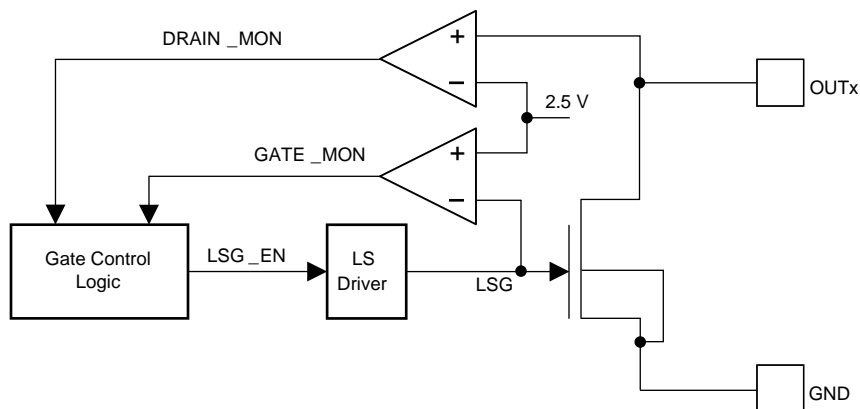 DRAIN _MON
+
−
OUTx
2.5 V
GATE _MON
+
−
Gate Control
Logic
LSG _EN
LS
Driver
LSG
GND